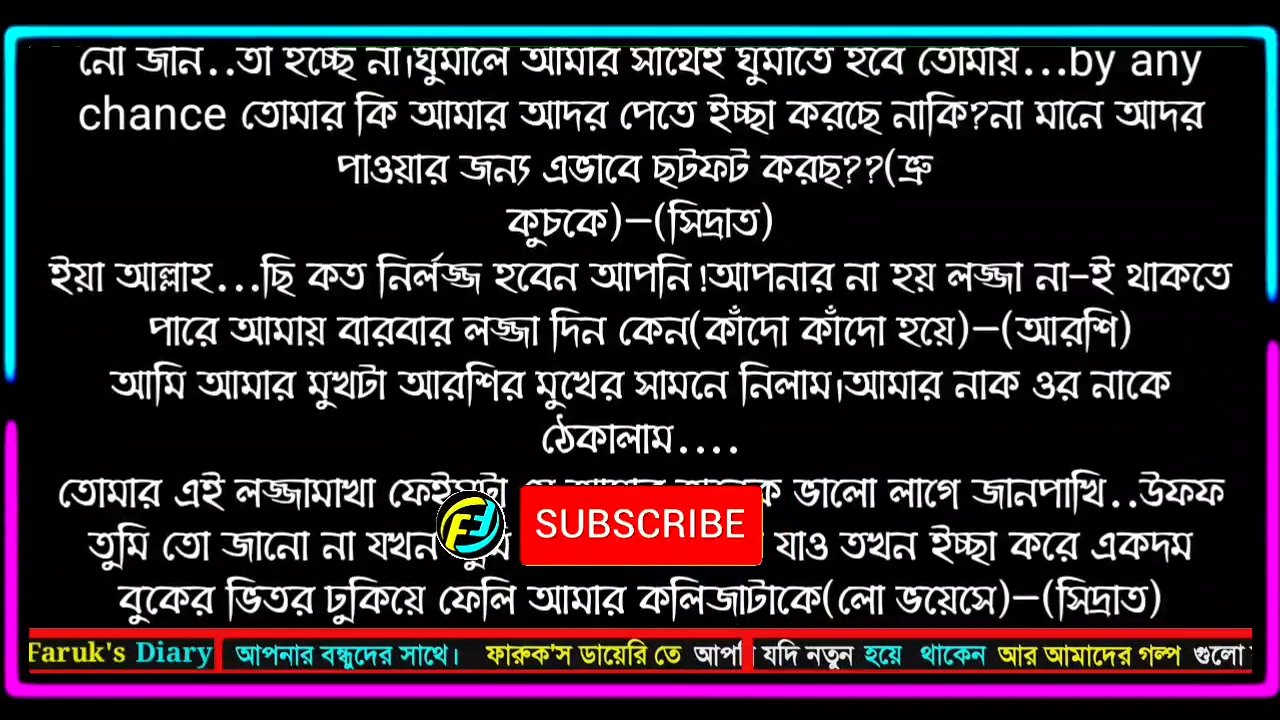 নো জান..তা হচ্ছে না।ঘুমালে আমার সাথেই ঘুমাতে হবে তোমায়...by any
chance তোমার কি আমার আদর পেতে ইচ্ছা করছে নাকি?না মানে আদর
পাওয়ার জন্য এভাবে ছটফট করছ??(ভ্রু
কুচকে)-(সিদ্রাত)
ইয়া আল্লাহ...ছি কত নির্লজ্জ হবেন আপনি!আপনার না হয় লজ্জা না-ই থাকতে
পারে আমায় বারবার লজ্জা দিন কেন(কাঁদো কাঁদো হয়ে)-(আরশি)
আমি আমার মুখটা আরশির মুখের সামনে নিলাম।আমার নাক ওর নাকে
ঠেকালাম....
তোমার এই লজ্জামাখা ভালো লাগে জানপাখি..উফফ
তুমি তো জানো না যখন যাও তখন ইচ্ছা করে একদম
SUBSCRIBE
বুকের ভিতর ঢুকিয়ে ফেলি আমার কলিজাটাকে(লো ভয়েসে)-(সিদ্রাত)
Faruk's Diary আপনার বন্ধুদের সাথে। ফারুক'স ডায়েরি তে যদি নতুন হয়ে থাকেন আর আমাদের গল্প গুলো